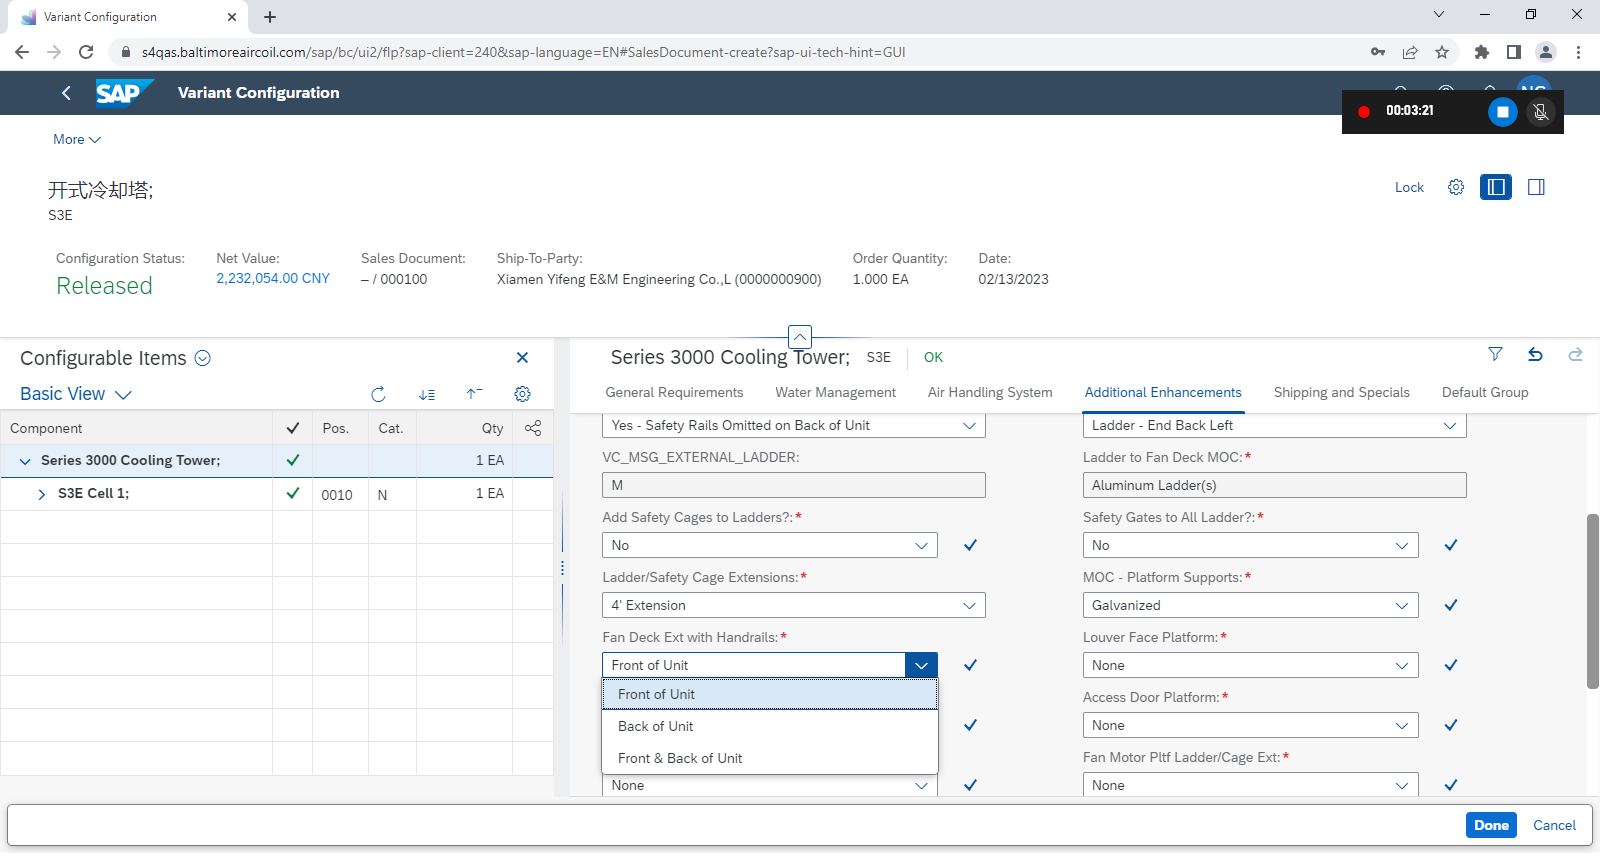 Variant Configuration
s4qas.baltimoreaircoil.com/sap/bc/ui2/flp?sap-client=240&sap-language=EN#SalesDocument-create?sap-ui-tech-hint=GUI
SAP
Variant Configuration
00:03:21
More
开式冷却塔;
S3E
Lock
Configuration Status:
Released
Net Value:
2,232,054.00 CNY
Sales Document:
– / 000100
Ship-To-Party:
Xiamen Yifeng E&M Engineering Co.,L (0000000900)
Order Quantity:
1.000 EA
Date:
02/13/2023
Configurable Items
Basic View
Component Pos. Cat. Qty
Series 3000 Cooling Tower; 1 EA
S3E Cell 1; 0010 N 1 EA
Series 3000 Cooling Tower; S3E OK
General Requirements Water Management Air Handling System Additional Enhancements Shipping and Specials Default Group
Yes - Safety Rails Omitted on Back of Unit
Ladder - End Back Left
VC_MSG_EXTERNAL_LADDER:
M
Ladder to Fan Deck MOC:*
Aluminum Ladder(s)
Add Safety Cages to Ladders?:*
No
Safety Gates to All Ladder?:*
No
Ladder/Safety Cage Extensions:*
4' Extension
MOC - Platform Supports:*
Galvanized
Fan Deck Ext with Handrails:*
Front of Unit
Louver Face Platform:*
None
Front of Unit
Back of Unit
Front & Back of Unit
Access Door Platform:*
None
Fan Motor Pltf Ladder/Cage Ext:*
None
None
Done
Cancel